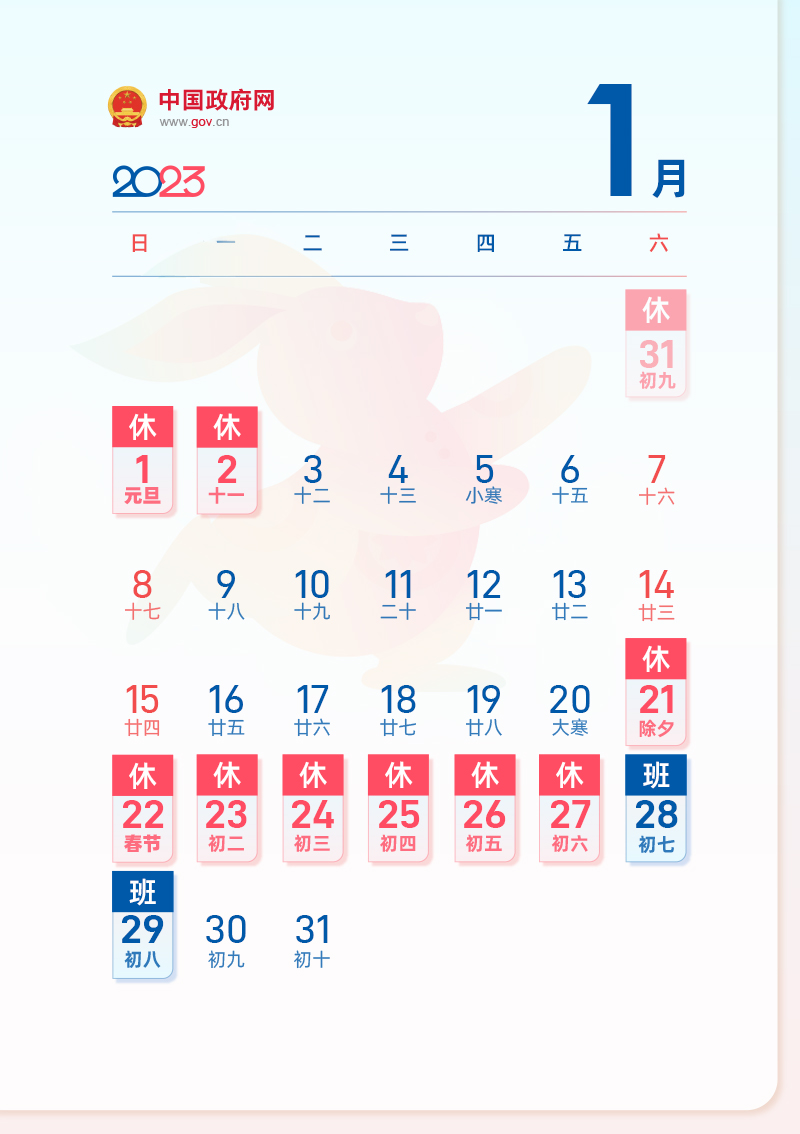 中国政府网
www.gov.cn
1月
2023
日 一 二 三 四 五 六
休
31
初九
休 休
1 2 3 4 5 6 7
元旦 十一 十二 十三 小寒 十五 十六
8 9 10 11 12 13 14
十七 十八 十九 二十 廿一 廿二 廿三
休
15 16 17 18 19 20 21
廿四 廿五 廿六 廿七 廿八 大寒 除夕
休 休 休 休 休 休 班
22 23 24 25 26 27 28
春节 初二 初三 初四 初五 初六 初七
班
29 30 31
初八 初九 初十